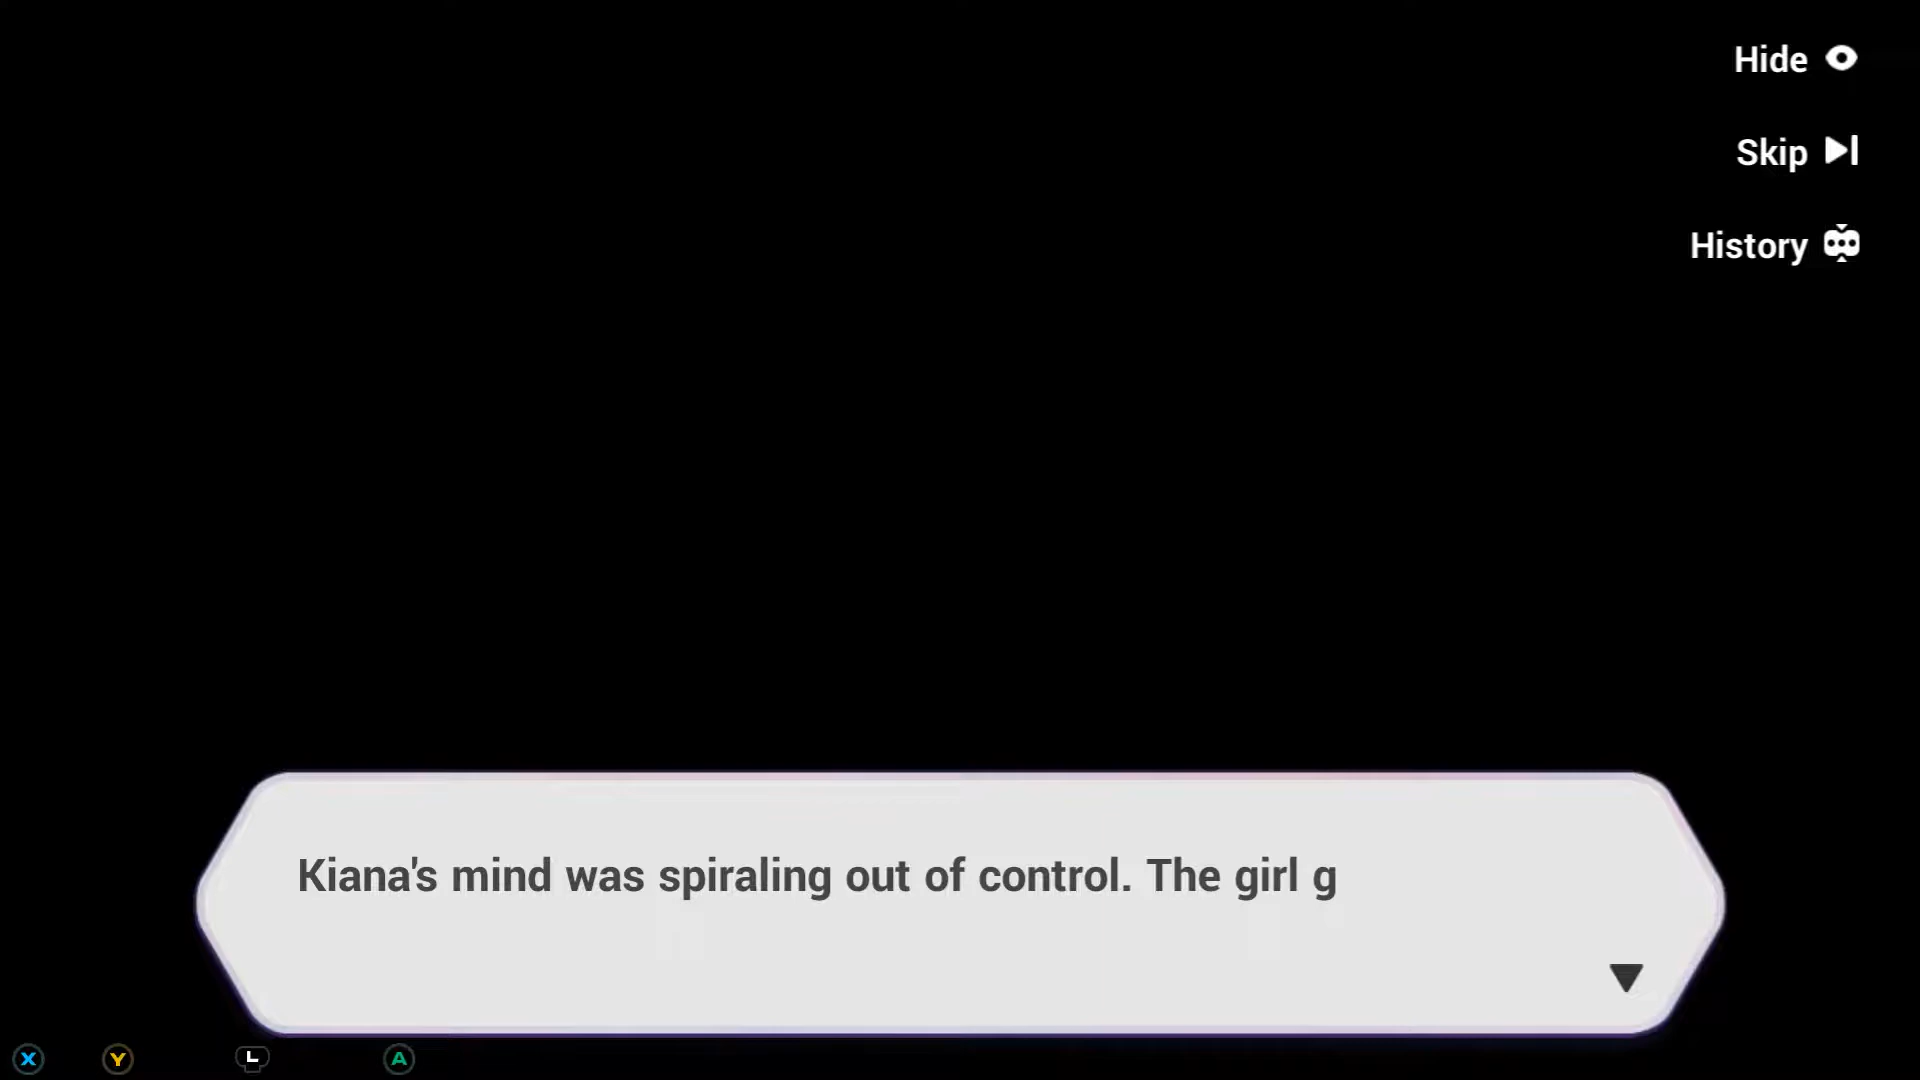 Hide
Skip
History
Kiana's mind was spiraling out of control. The girl g
X Y L A